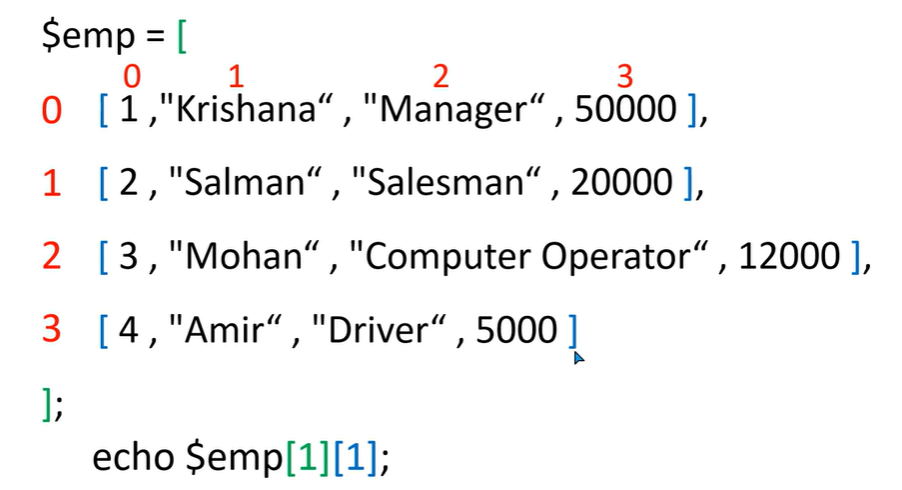 $emp = [
0 1 2 3
0 [ 1 ,"Krishana“ , "Manager“ , 50000 ],
1 [ 2 , "Salman“ , "Salesman“ , 20000 ],
2 [ 3 , "Mohan“ , "Computer Operator“ , 12000 ],
3 [ 4 , "Amir“ , "Driver“ , 5000 ]
];
echo $emp[1][1];